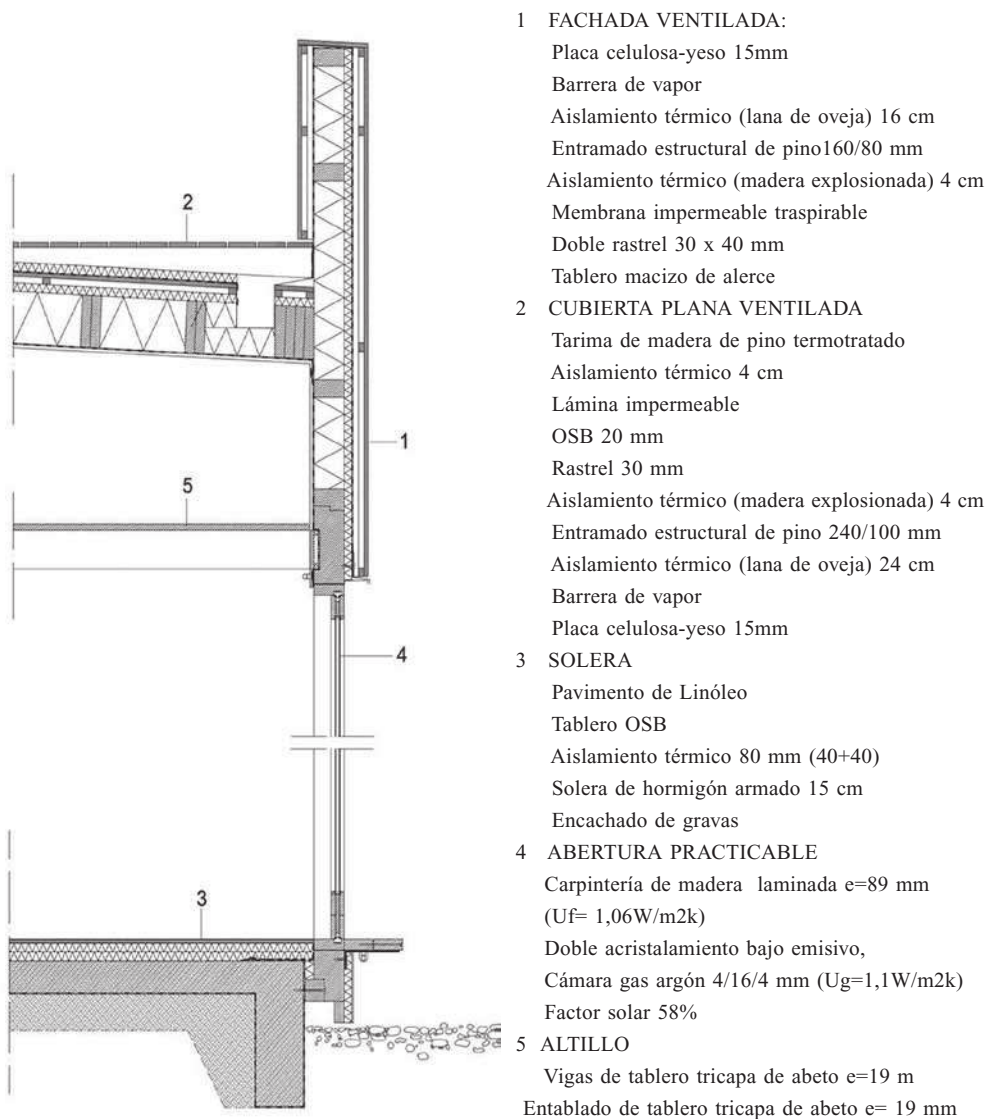 1 FACHADA VENTILADA:
Placa celulosa-yeso 15mm
Barrera de vapor
Aislamiento térmico (lana de oveja) 16 cm
Entramado estructural de pino160/80 mm
Aislamiento térmico (madera explosionada) 4 cm
Membrana impermeable traspirable
Doble rastrel 30 x 40 mm
Tablero macizo de alerce
2 CUBIERTA PLANA VENTILADA
Tarima de madera de pino termotratado
Aislamiento térmico 4 cm
Lámina impermeable
OSB 20 mm
Rastrel 30 mm
Aislamiento térmico (madera explosionada) 4 cm
Entramado estructural de pino 240/100 mm
Aislamiento térmico (lana de oveja) 24 cm
Barrera de vapor
Placa celulosa-yeso 15mm
3 SOLERA
Pavimento de Linóleo
Tablero OSB
Aislamiento térmico 80 mm (40+40)
Solera de hormigón armado 15 cm
Encachado de gravas
4 ABERTURA PRACTICABLE
Carpintería de madera laminada e=89 mm
(Uf= 1,06W/m2k)
Doble acristalamiento bajo emisivo,
Cámara gas argón 4/16/4 mm (Ug=1,1W/m2k)
Factor solar 58%
5 ALTILLO
Vigas de tablero tricapa de abeto e=19 m
Entablado de tablero tricapa de abeto e= 19 mm
2
1
5
4
3